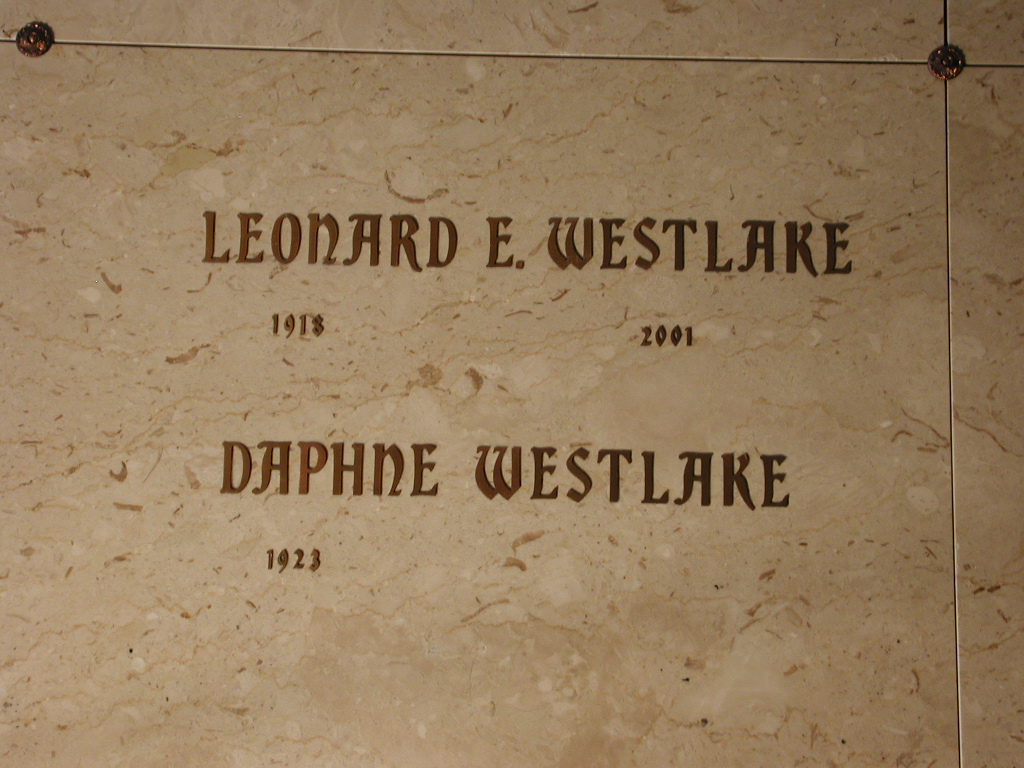 LEONARD E. WESTLAKE
1918 2001
DAPHNE WESTLAKE
1923